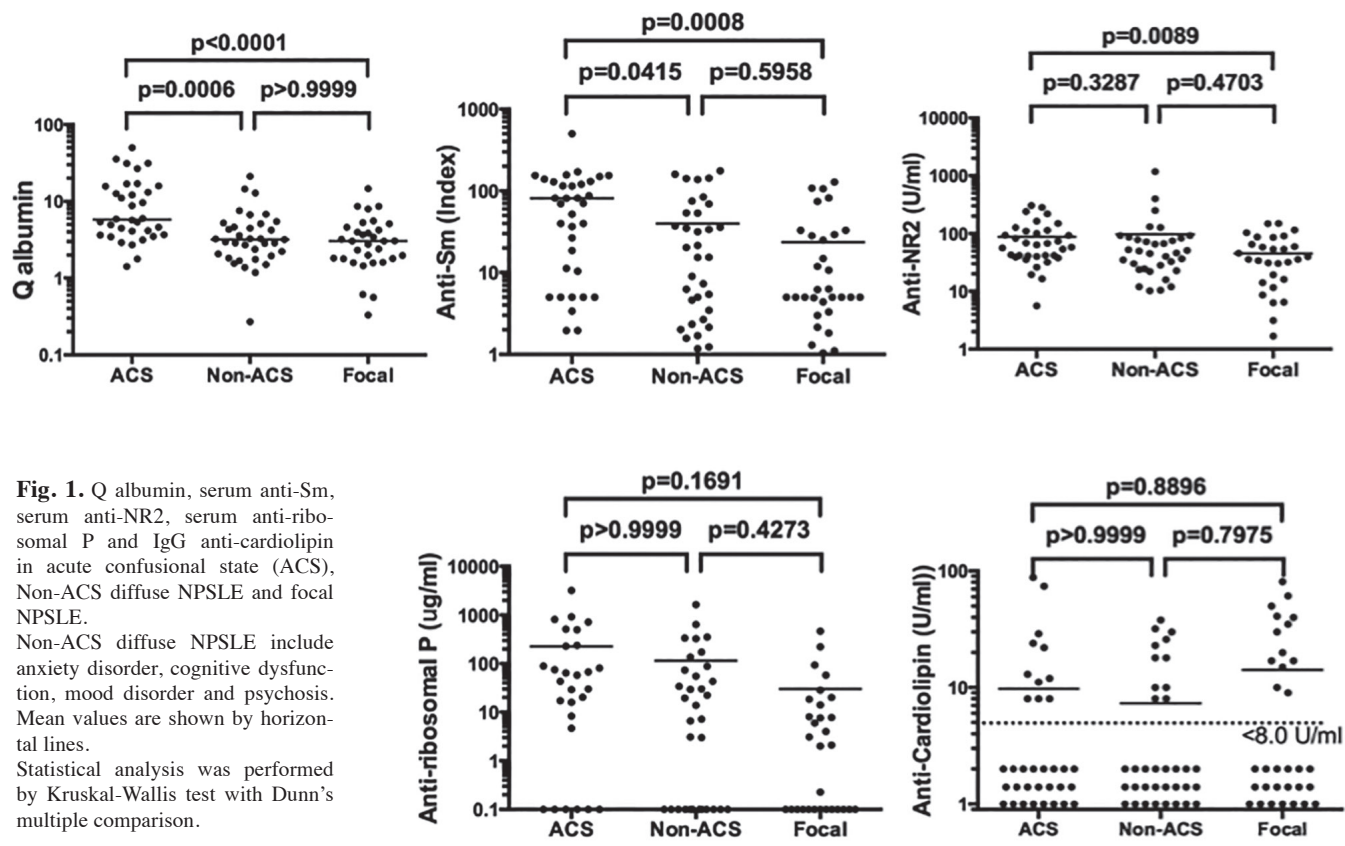 p<0.0001
p=0.0006 p>0.9999
Q albumin
100
10
1
0.1
ACS Non-ACS Focal
p=0.0008
p=0.0415 p=0.5958
Anti-Sm (Index)
1000
100
10
1
ACS Non-ACS Focal
p=0.0089
p=0.3287 p=0.4703
Anti-NR2 (U/ml)
10000
1000
100
10
1
ACS Non-ACS Focal
Fig. 1. Q albumin, serum anti-Sm,
serum anti-NR2, serum anti-ribo-
somal P and IgG anti-cardiolipin
in acute confusional state (ACS),
Non-ACS diffuse NPSLE and focal
NPSLE.
Non-ACS diffuse NPSLE include
anxiety disorder, cognitive dysfunc-
tion, mood disorder and psychosis.
Mean values are shown by horizon-
tal lines.
Statistical analysis was performed
by Kruskal-Wallis test with Dunn's
multiple comparison.
p=0.1691
p>0.9999 p=0.4273
Anti-ribosomal P (ug/ml)
10000
1000
100
10
1
0.1
ACS Non-ACS Focal
p=0.8896
p>0.9999 p=0.7975
Anti-Cardiolipin (U/ml))
100
10
1
<8.0 U/ml
ACS Non-ACS Focal